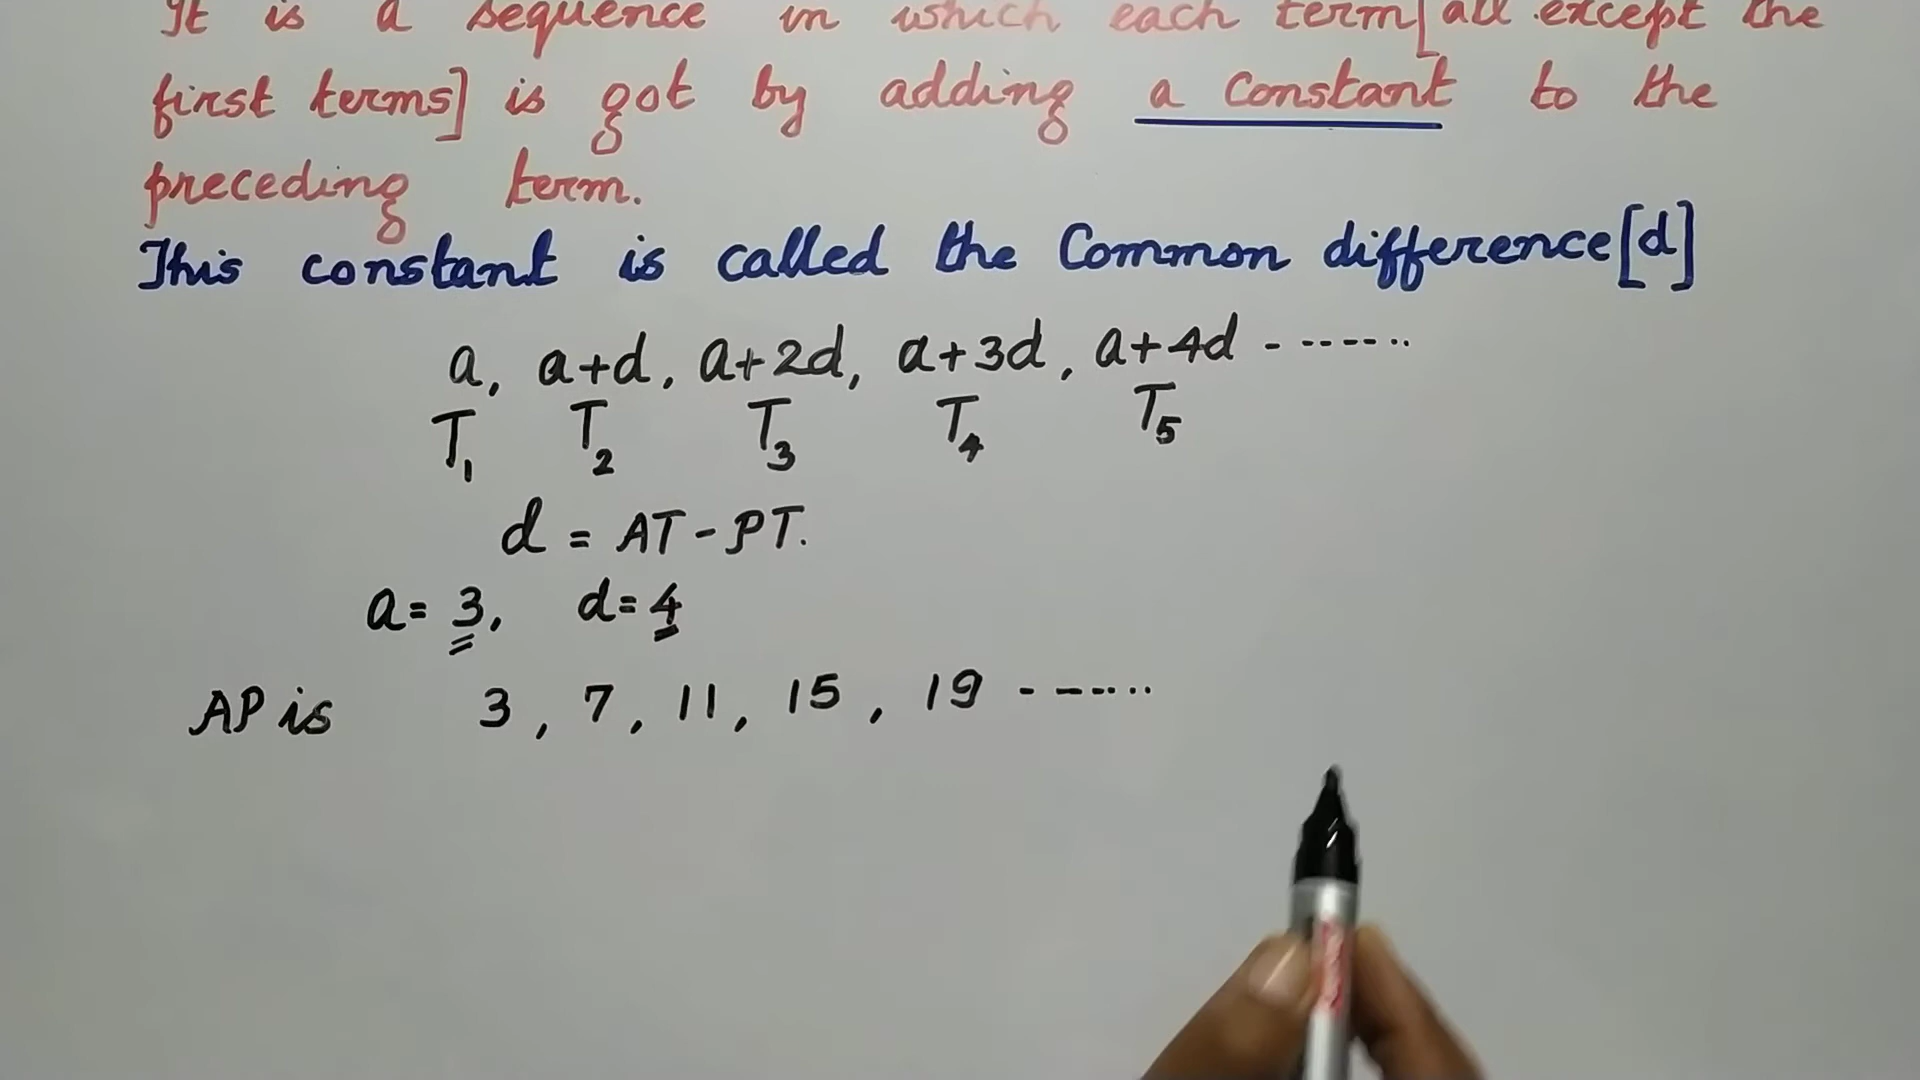 It is a sequence in which each term[all except the
first terms] is got by adding a constant to the
preceding term.
This constant is called the Common difference[d]
a, a+d, a+2d, a+3d, a+4d - - - - - - -
T1 T2 T3 T4 T5
d = AT - PT.
a = 3, d = 4
AP is 3, 7, 11, 15, 19 - - - - - -